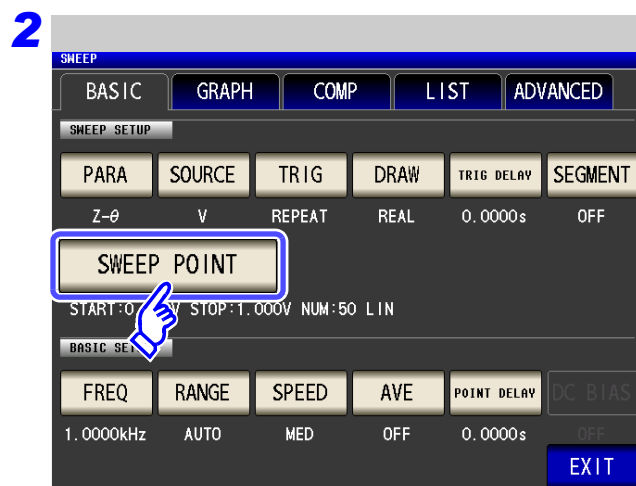 2
SWEEP
BASIC GRAPH COMP LIST ADVANCED
SWEEP SETUP
PARA SOURCE TRIG DRAW TRIG DELAY SEGMENT
Z-θ V REPEAT REAL 0.0000s OFF
SWEEP POINT
START:0 V STOP:1.000V NUM:50 LIN
BASIC
FREQ RANGE SPEED AVE POINT DELAY DC BIAS
1.0000kHz AUTO MED OFF 0.0000s OFF
EXIT